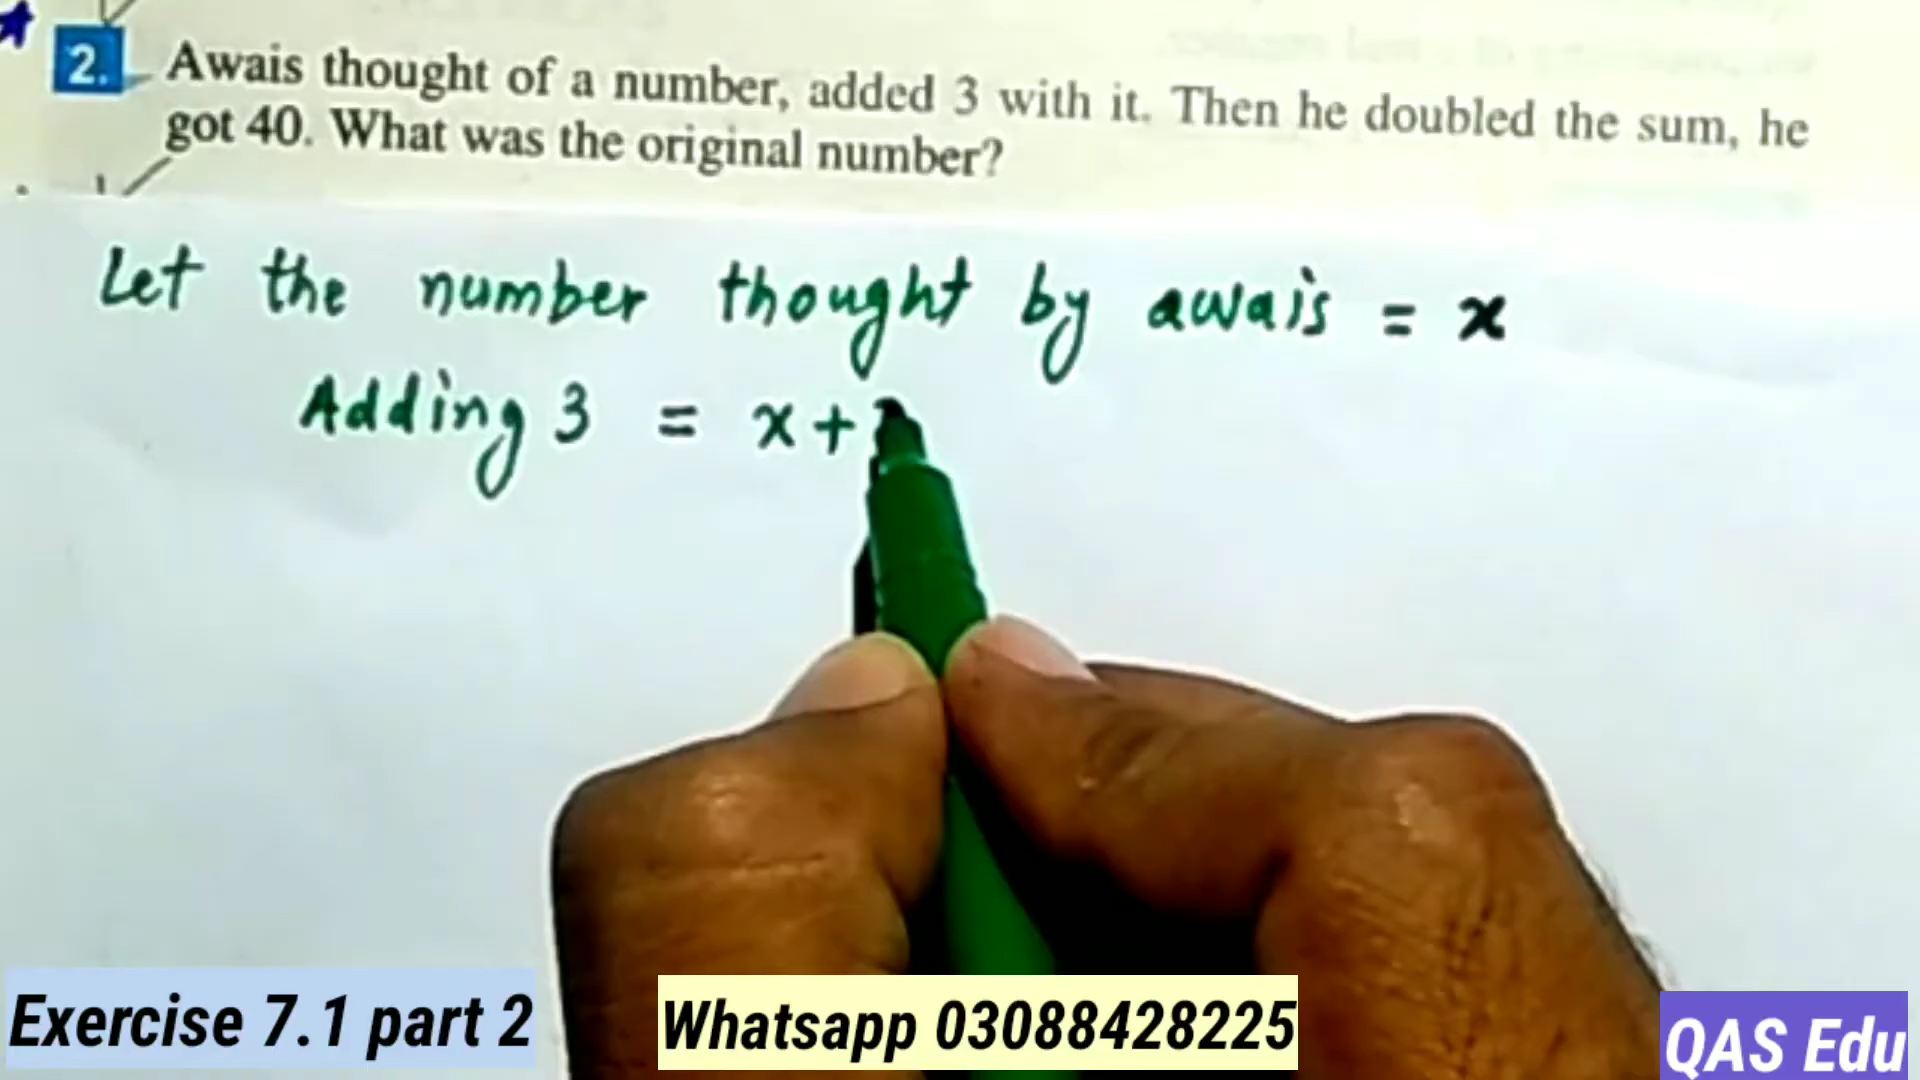 2. Awais thought of a number, added 3 with it. Then he doubled the sum, he
got 40. What was the original number?
Let the number thought by awais = x
Adding 3 = x+
Exercise 7.1 part 2
Whatsapp 03088428225
QAS Edu